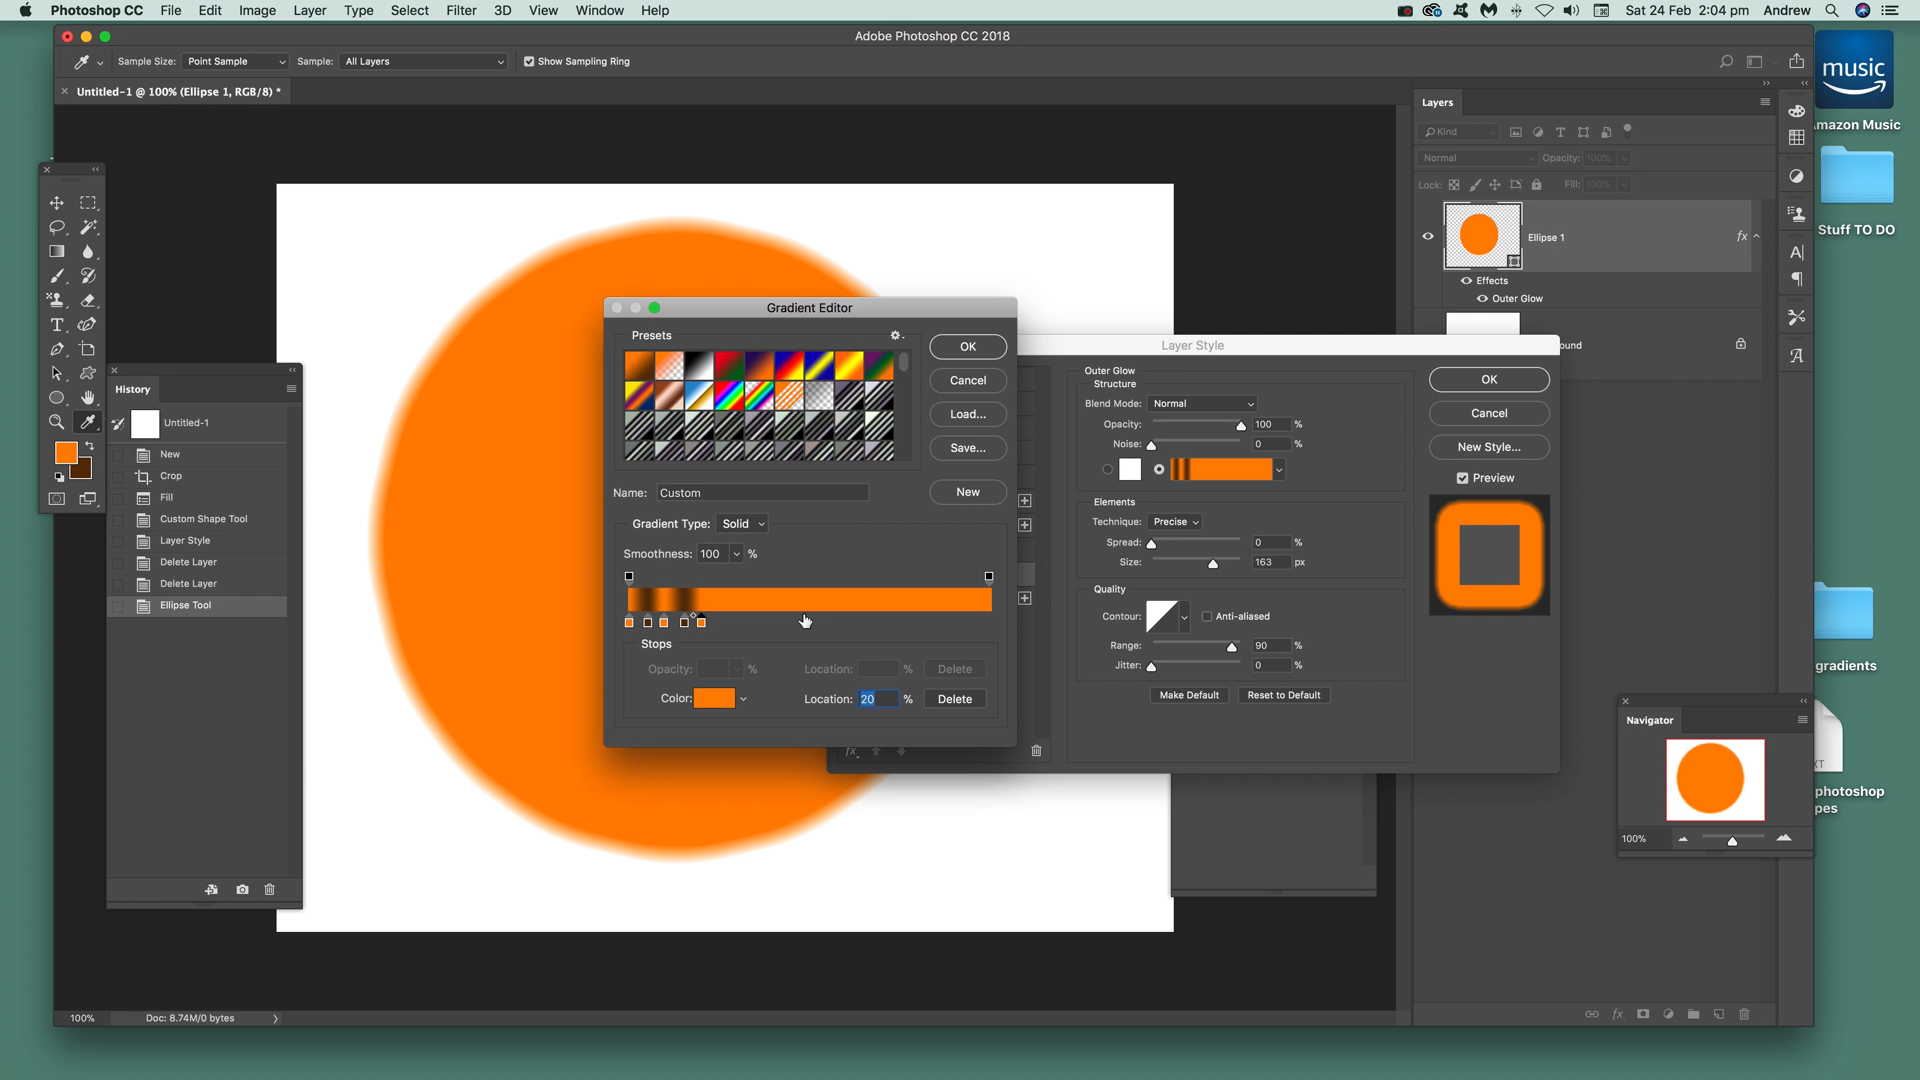 Photoshop CC File Edit Image Layer Type Select Filter 3D View Window Help Sat 24 Feb 2:04 pm Andrew
Adobe Photoshop CC 2018
Sample Size: Point Sample Sample: All Layers Show Sampling Ring
Untitled-1 @ 100% (Ellipse 1, RGB/8) *
History
Untitled-1
New
Crop
Fill
Custom Shape Tool
Layer Style
Delete Layer
Delete Layer
Ellipse Tool
Gradient Editor
Presets
OK
Cancel
Load...
Save...
Name: Custom
New
Gradient Type: Solid
Smoothness: 100 %
Stops
Opacity: % Location: % Delete
Color: Location: 20 % Delete
Layer Style
Outer Glow
Structure
Blend Mode: Normal
Opacity: 100 %
Noise: 0 %
Elements
Technique: Precise
Spread: 0 %
Size: 163 px
Quality
Contour: Anti-aliased
Range: 90 %
Jitter: 0 %
Make Default Reset to Default
OK
Cancel
New Style...
Preview
fx
Layers
Kind
Normal Opacity: 100%
Lock: Fill: 100%
Ellipse 1 fx
Effects
Outer Glow
ound
fx
Navigator
100%
music
Amazon Music
Stuff TO DO
gradients
XT
photoshop
pes
100% Doc: 8.74M/0 bytes